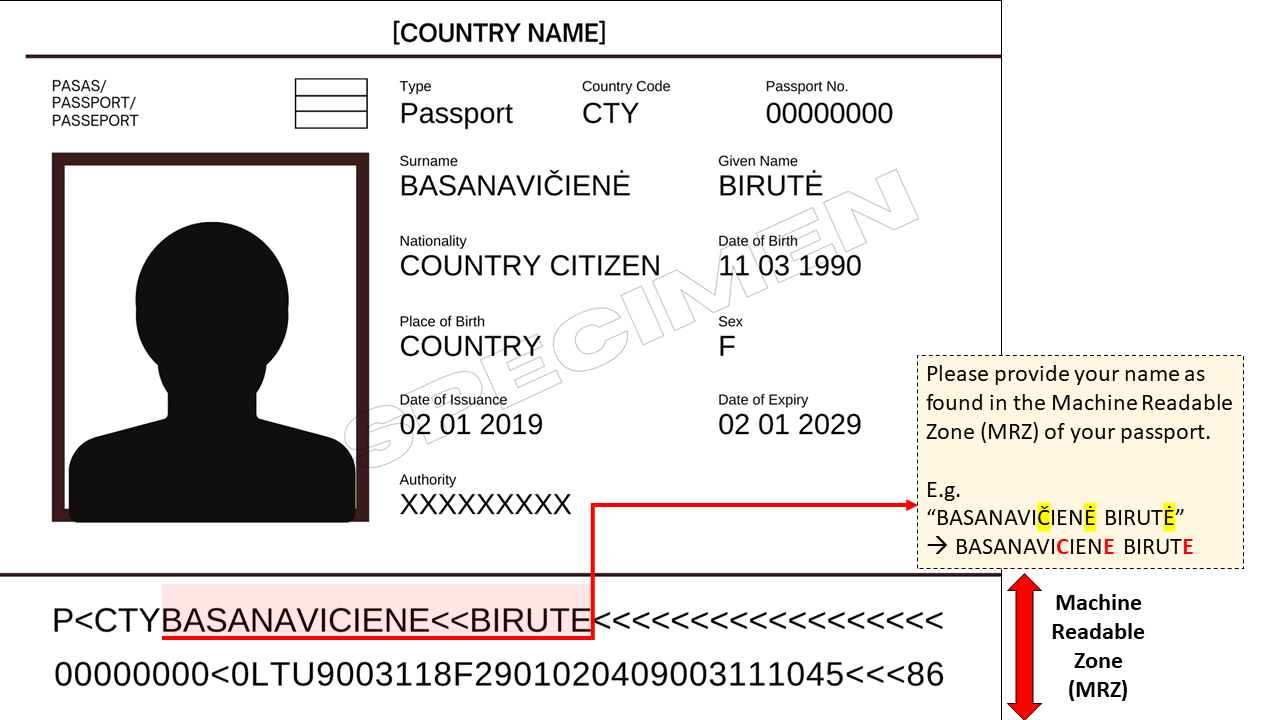 [COUNTRY NAME]
PASAS/
PASSPORT/
PASSEPORT
Type
Passport
Country Code
CTY
Passport No.
00000000
Surname
BASANAVIČIENĖ
Given Name
BIRUTĖ
Nationality
COUNTRY CITIZEN
Date of Birth
11 03 1990
Place of Birth
COUNTRY
Sex
F
Date of Issuance
02 01 2019
Date of Expiry
02 01 2029
Authority
XXXXXXXXX
SPECIMEN
Please provide your name as
found in the Machine Readable
Zone (MRZ) of your passport.
E.g.
“BASANAVIČIENĖ BIRUTĖ”
→ BASANAVICIENE BIRUTE
P<CTYBASANAVICIENE<<BIRUTE<<<<<<<<<<<<<<<<<<
00000000<0LTU9003118F2901020409003111045<<<86
Machine
Readable
Zone
(MRZ)